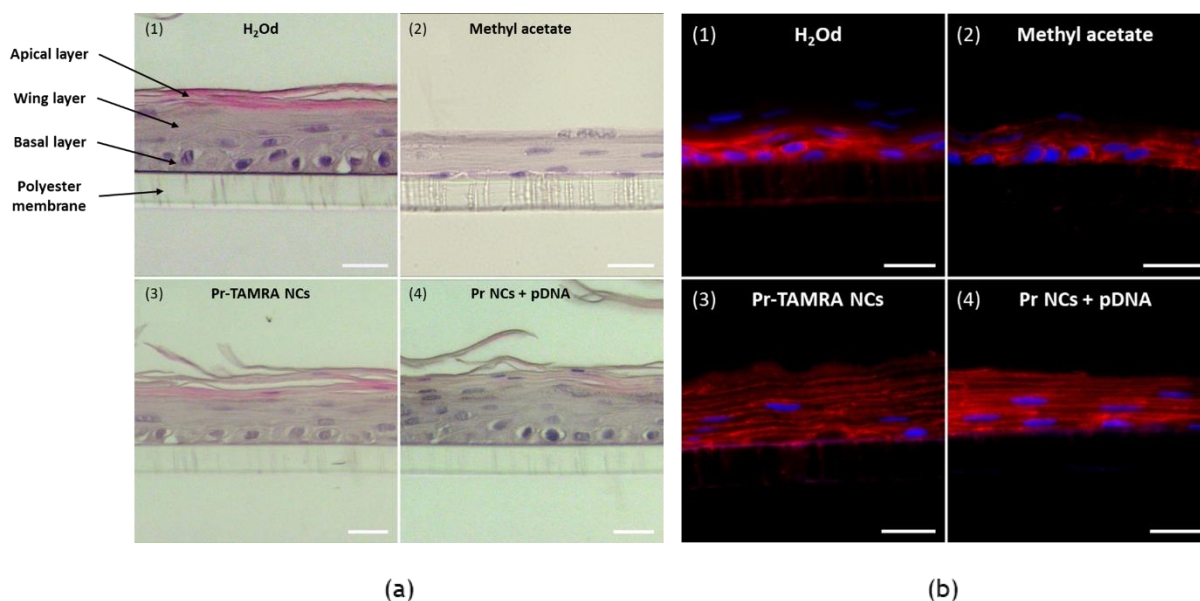 (1)
H₂Od
(2)
Methyl acetate
Apical layer
Wing layer
Basal layer
Polyester
membrane
(3)
Pr-TAMRA NCs
(4)
Pr NCs + pDNA
(a)
(1)
H₂Od
(2)
Methyl acetate
(3)
Pr-TAMRA NCs
(4)
Pr NCs + pDNA
(b)